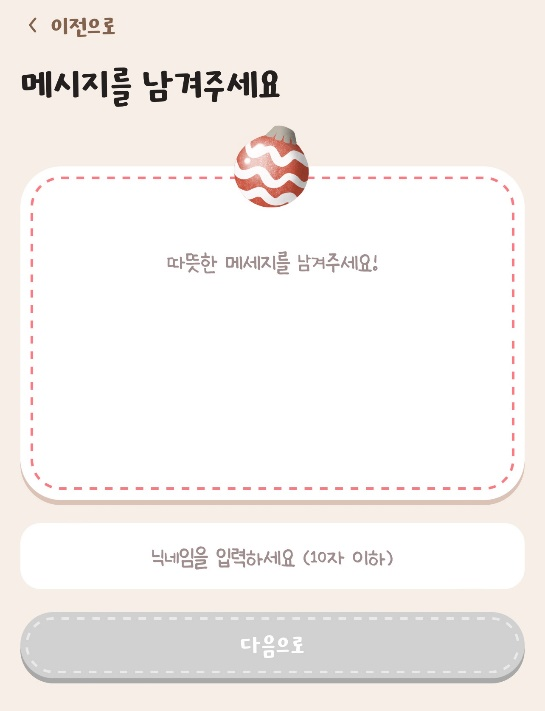 이전으로
메시지를 남겨주세요
따뜻한 메세지를 남겨주세요!
닉네임을 입력하세요 (10자 이하)
다음으로